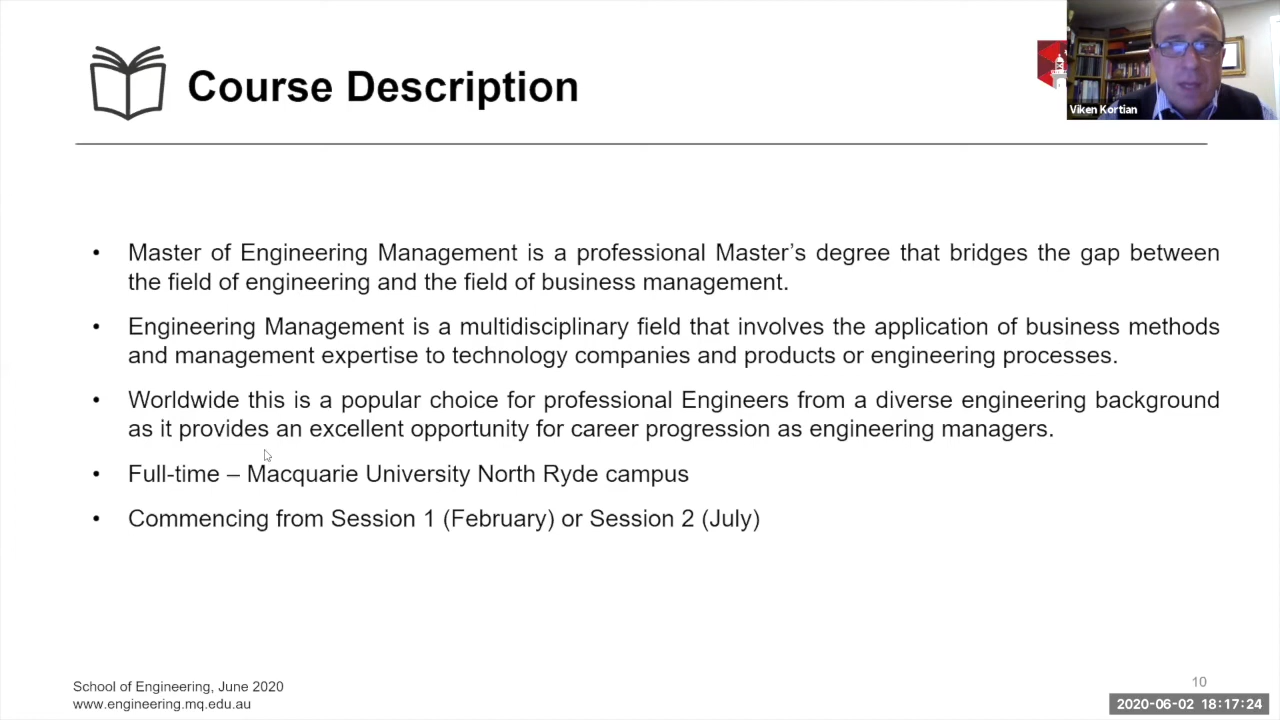 Course Description
Viken Kortian
• Master of Engineering Management is a professional Master's degree that bridges the gap between
the field of engineering and the field of business management.
• Engineering Management is a multidisciplinary field that involves the application of business methods
and management expertise to technology companies and products or engineering processes.
• Worldwide this is a popular choice for professional Engineers from a diverse engineering background
as it provides an excellent opportunity for career progression as engineering managers.
• Full-time – Macquarie University North Ryde campus
• Commencing from Session 1 (February) or Session 2 (July)
School of Engineering, June 2020
www.engineering.mq.edu.au
10
2020-06-02 18:17:24